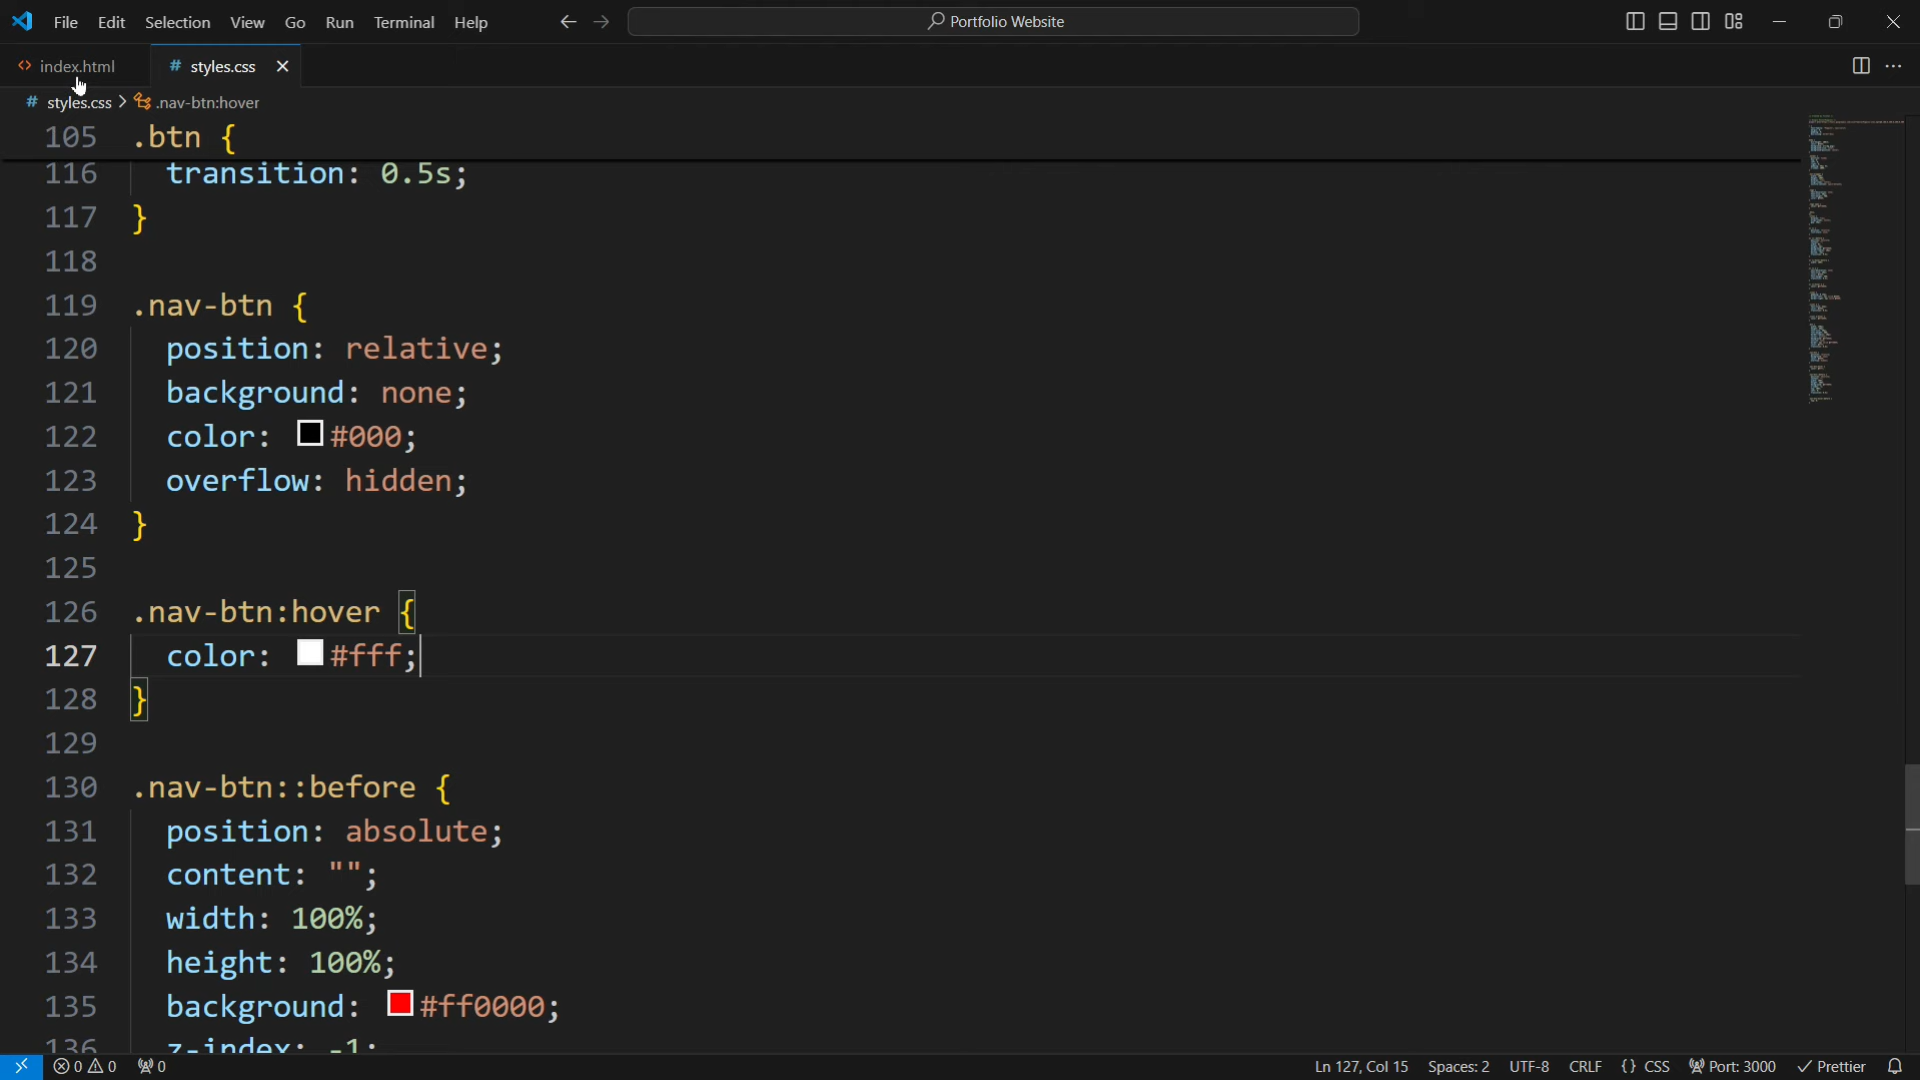 File Edit Selection View Go Run Terminal Help Portfolio Website
index.html # styles.css
# styles.css > .nav-btn:hover
105 .btn {
116 transition: 0.5s;
117 }
118
119 .nav-btn {
120 position: relative;
121 background: none;
122 color: #000;
123 overflow: hidden;
124 }
125
126 .nav-btn:hover {
127 color: #fff;
128 }
129
130 .nav-btn::before {
131 position: absolute;
132 content: "";
133 width: 100%;
134 height: 100%;
135 background: #ff0000;
136 z-index: -1;
0 0 0 Ln 127, Col 15 Spaces: 2 UTF-8 CRLF {} CSS Port: 3000 Prettier